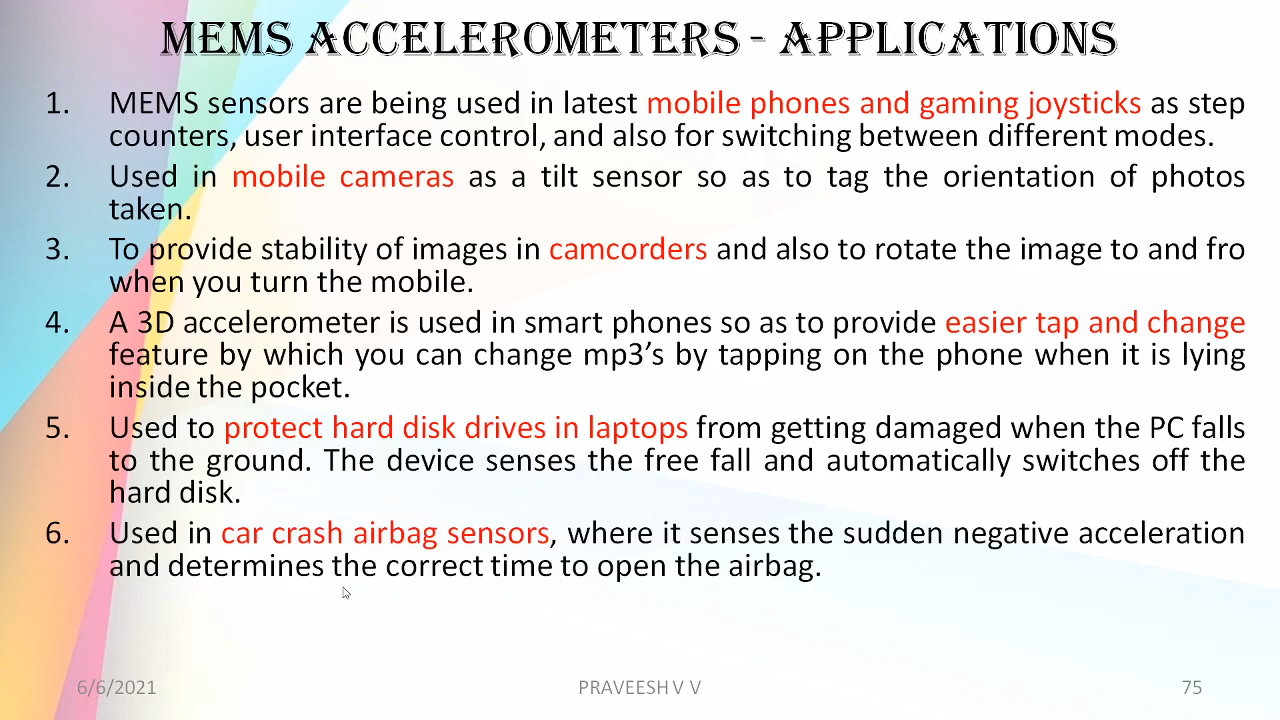 MEMS ACCELEROMETERS - APPLICATIONS
1. MEMS sensors are being used in latest mobile phones and gaming joysticks as step
counters, user interface control, and also for switching between different modes.
2. Used in mobile cameras as a tilt sensor so as to tag the orientation of photos
taken.
3. To provide stability of images in camcorders and also to rotate the image to and fro
when you turn the mobile.
4. A 3D accelerometer is used in smart phones so as to provide easier tap and change
feature by which you can change mp3’s by tapping on the phone when it is lying
inside the pocket.
5. Used to protect hard disk drives in laptops from getting damaged when the PC falls
to the ground. The device senses the free fall and automatically switches off the
hard disk.
6. Used in car crash airbag sensors, where it senses the sudden negative acceleration
and determines the correct time to open the airbag.
6/6/2021 PRAVEESH V V 75